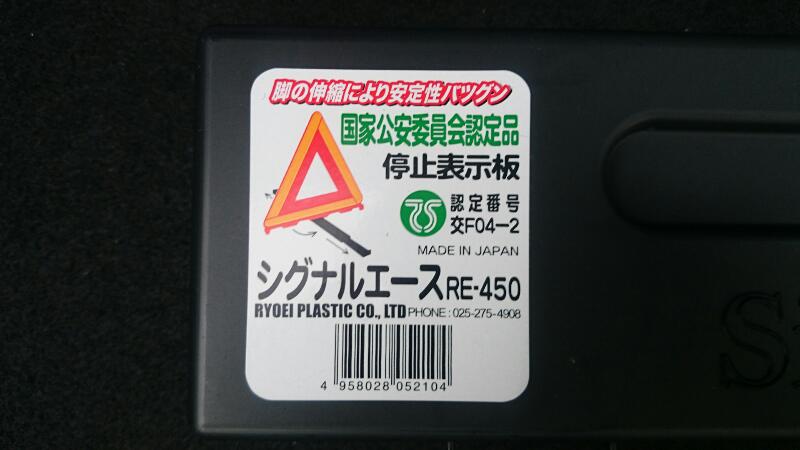 脚の伸縮により安定性バツグン
国家公安委員会認定品
停止表示板
認定番号
交F04-2
MADE IN JAPAN
シグナルエース RE-450
RYOEI PLASTIC CO., LTD PHONE : 025-275-4908
4 958028 052104